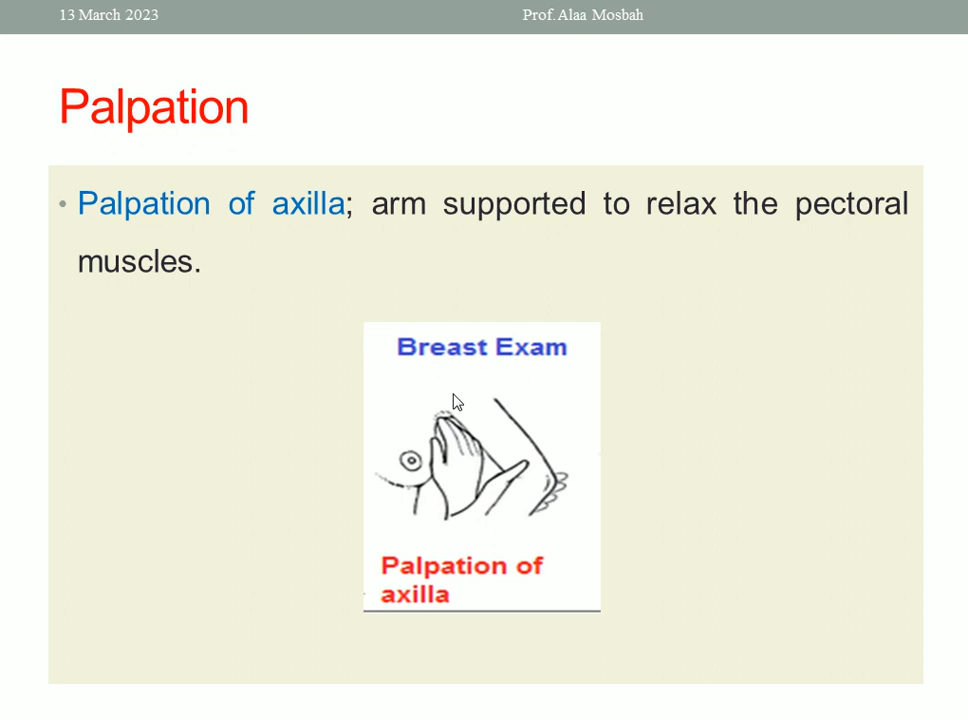 13 March 2023 Prof. Alaa Mosbah
Palpation
• Palpation of axilla; arm supported to relax the pectoral
muscles.
Breast Exam
Palpation of
axilla